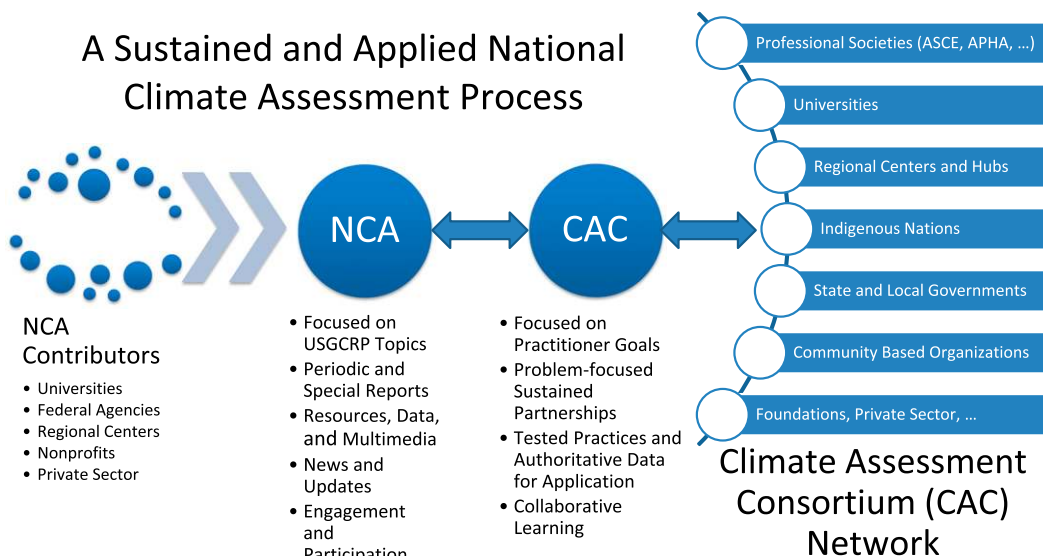 A Sustained and Applied National
Climate Assessment Process
NCA
Contributors
• Universities
• Federal Agencies
• Regional Centers
• Nonprofits
• Private Sector
NCA
• Focused on
USGCRP Topics
• Periodic and
Special Reports
• Resources, Data,
and Multimedia
• News and
Updates
• Engagement
and
Participation
CAC
• Focused on
Practitioner Goals
• Problem-focused
Sustained
Partnerships
• Tested Practices and
Authoritative Data
for Application
• Collaborative
Learning
Professional Societies (ASCE, APHA, …)
Universities
Regional Centers and Hubs
Indigenous Nations
State and Local Governments
Community Based Organizations
Foundations, Private Sector, …
Climate Assessment
Consortium (CAC)
Network